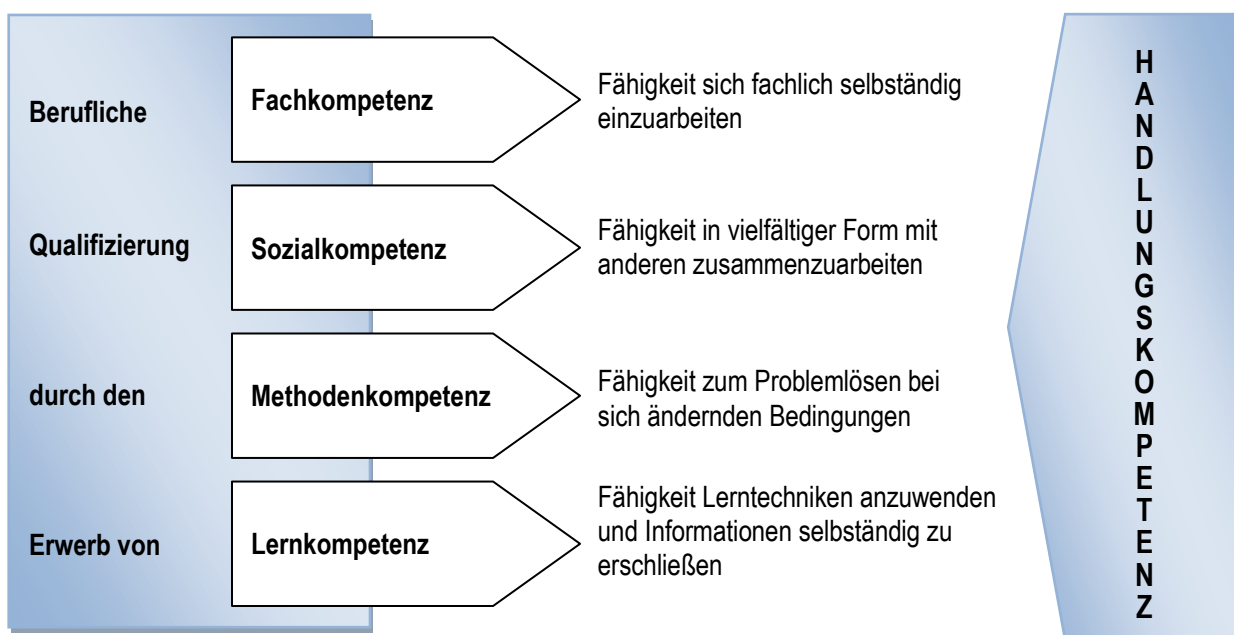 Berufliche
Fachkompetenz
Fähigkeit sich fachlich selbständig
einzuarbeiten
Qualifizierung
Sozialkompetenz
Fähigkeit in vielfältiger Form mit
anderen zusammenzuarbeiten
durch den
Methodenkompetenz
Fähigkeit zum Problemlösen bei
sich ändernden Bedingungen
Erwerb von
Lernkompetenz
Fähigkeit Lerntechniken anzuwenden
und Informationen selbständig zu
erschließen
HANDLUNGSKOMPETENZ